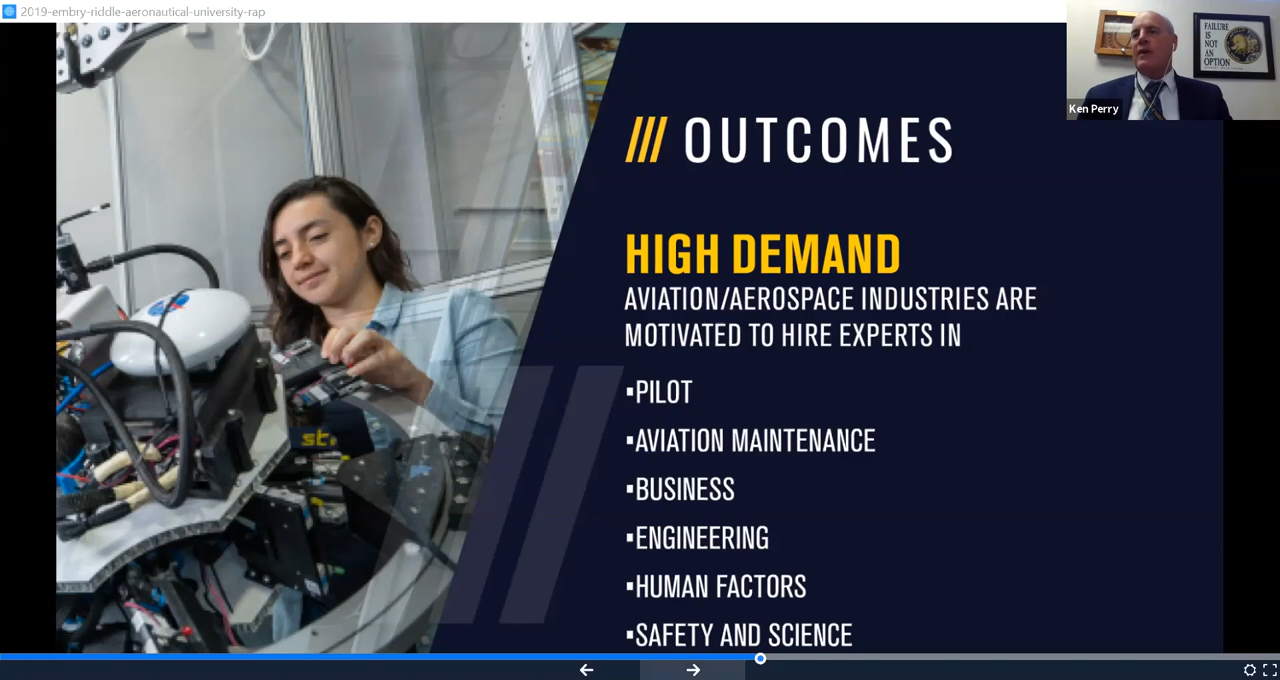 2019-embry-riddle-aeronautical-university-rap
FAILURE
IS
NOT
AN
OPTION
Ken Perry
/// OUTCOMES
HIGH DEMAND
AVIATION/AEROSPACE INDUSTRIES ARE
MOTIVATED TO HIRE EXPERTS IN
▪PILOT
▪AVIATION MAINTENANCE
▪BUSINESS
▪ENGINEERING
▪HUMAN FACTORS
▪SAFETY AND SCIENCE